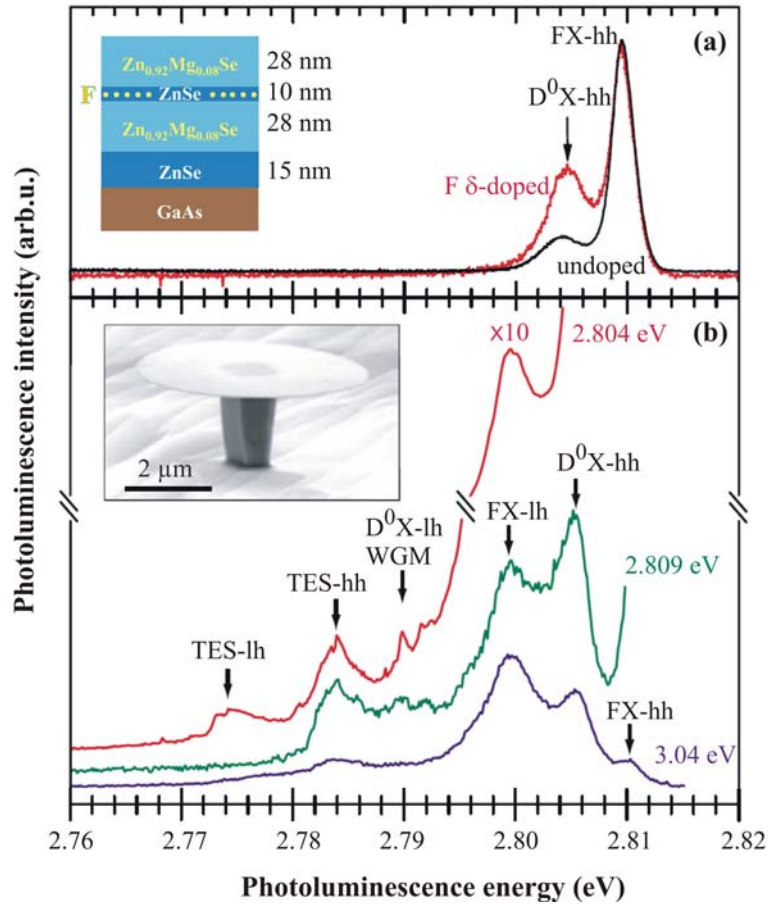 (a)
FX-hh
D⁰X-hh
Zn₀.₉₂Mg₀.₀₈Se 28 nm
F ZnSe 10 nm
Zn₀.₉₂Mg₀.₀₈Se 28 nm
ZnSe 15 nm
GaAs
F δ-doped
undoped
Photoluminescence intensity (arb.u.)
(b)
×10
2.804 eV
2 µm
D⁰X-hh
D⁰X-lh
WGM
FX-lh
TES-hh
2.809 eV
TES-lh
FX-hh
3.04 eV
2.76 2.77 2.78 2.79 2.80 2.81 2.82
Photoluminescence energy (eV)